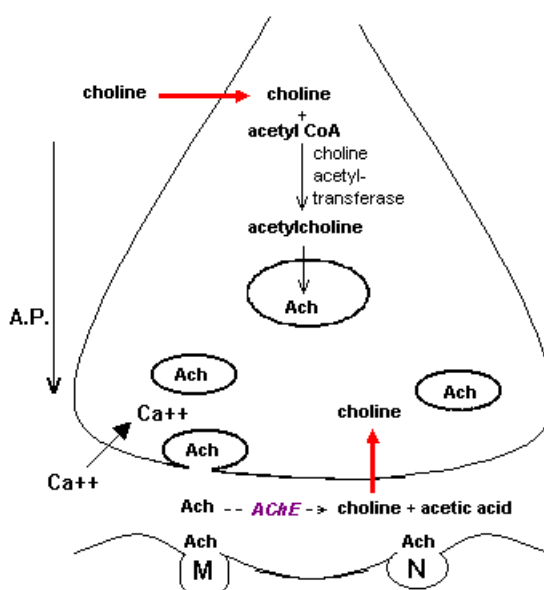 choline
choline
+
acetyl CoA
choline
acetyl-
transferase
acetylcholine
Ach
A.P.
Ach
Ach
Ca++
choline
Ach
Ca++
Ach -- AChE -> choline + acetic acid
Ach
Ach
M
N